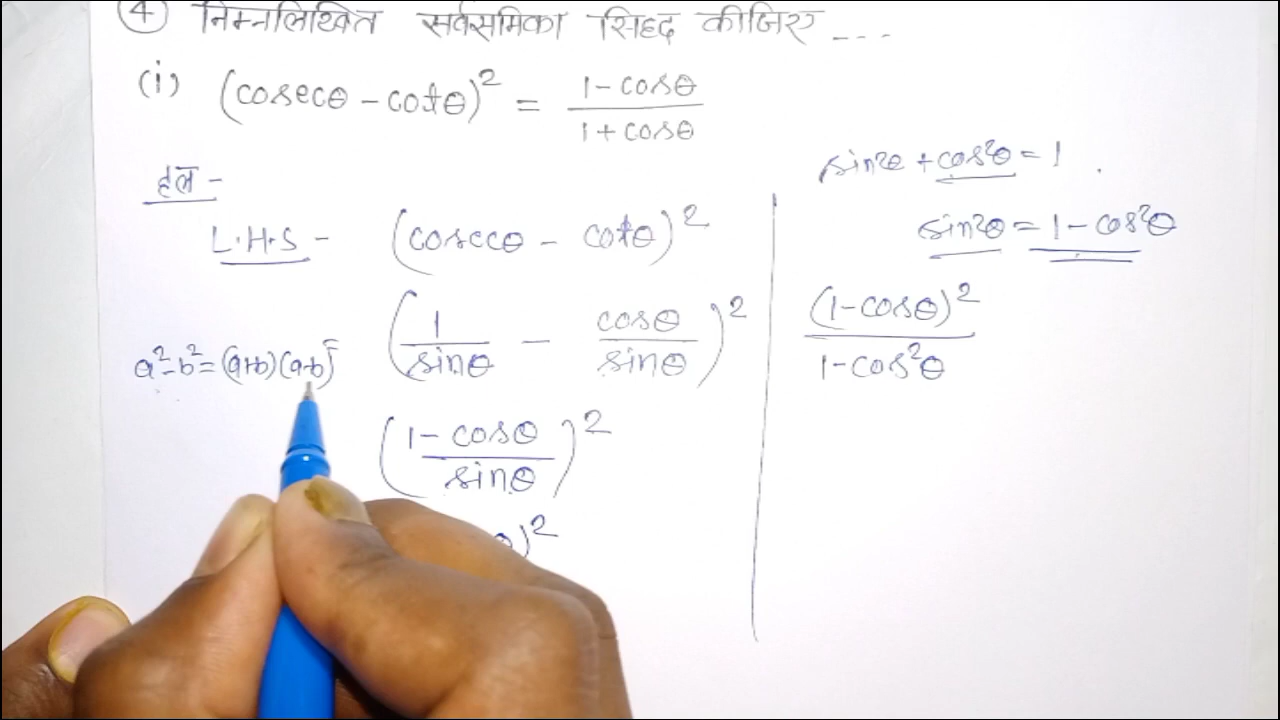 ④ निम्नलिखित सर्वसमिका सिद्द कीजिए ---
(i) (cosecθ - cotθ)² = (1-cosθ)/(1+cosθ)
हल -
L.H.S - (cosecθ - cotθ)²
(1/sinθ - cosθ/sinθ)²
a²-b² = (a+b)(a-b)
((1-cosθ)/sinθ)²
θ)²
sin²θ + cos²θ = 1
sin²θ = 1-cos²θ
(1-cosθ)²/(1-cos²θ)